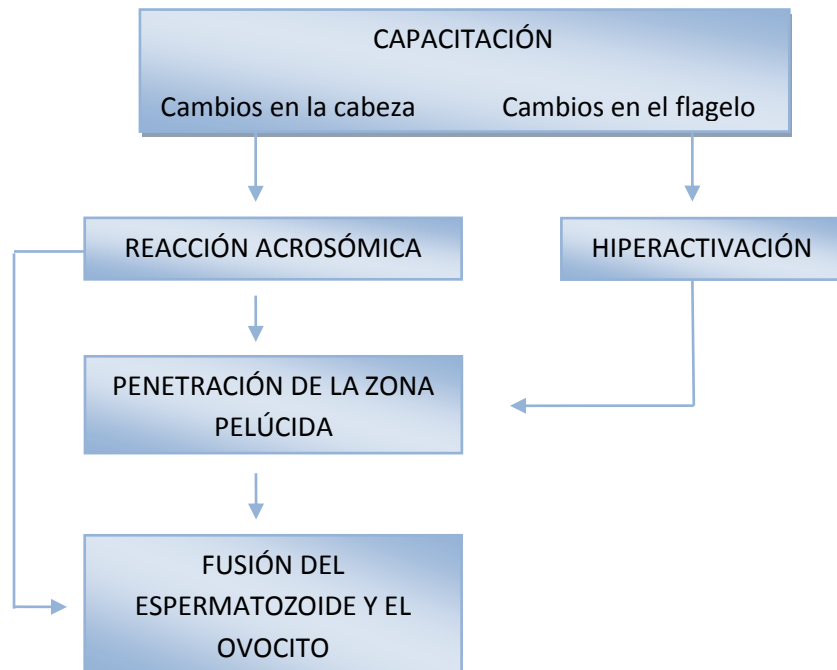 CAPACITACIÓN
Cambios en la cabeza
Cambios en el flagelo
REACCIÓN ACROSÓMICA
HIPERACTIVACIÓN
PENETRACIÓN DE LA ZONA
PELÚCIDA
FUSIÓN DEL
ESPERMATOZOIDE Y EL
OVOCITO